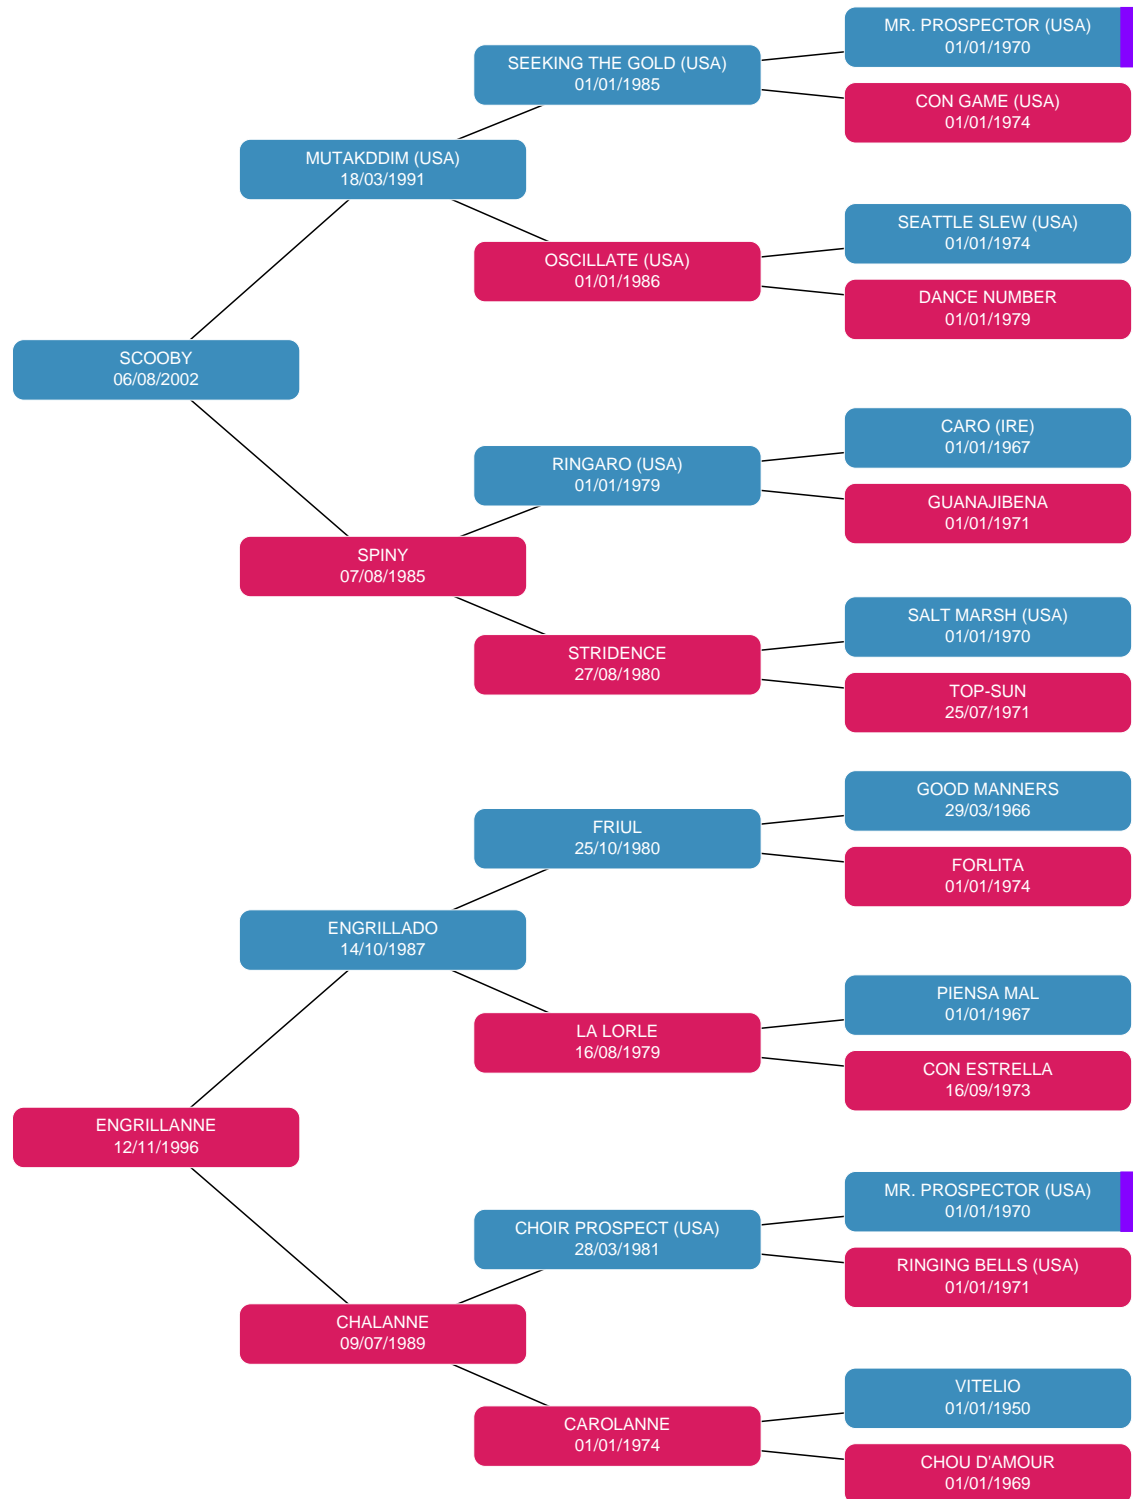 MR. PROSPECTOR (USA)
01/01/1970
SEEKING THE GOLD (USA)
01/01/1985
CON GAME (USA)
01/01/1974
MUTAKDDIM (USA)
18/03/1991
SEATTLE SLEW (USA)
01/01/1974
OSCILLATE (USA)
01/01/1986
DANCE NUMBER
01/01/1979
SCOOBY
06/08/2002
CARO (IRE)
01/01/1967
RINGARO (USA)
01/01/1979
GUANAJIBENA
01/01/1971
SPINY
07/08/1985
SALT MARSH (USA)
01/01/1970
STRIDENCE
27/08/1980
TOP-SUN
25/07/1971
GOOD MANNERS
29/03/1966
FRIUL
25/10/1980
FORLITA
01/01/1974
ENGRILLADO
14/10/1987
PIENSA MAL
01/01/1967
LA LORLE
16/08/1979
CON ESTRELLA
16/09/1973
ENGRILLANNE
12/11/1996
MR. PROSPECTOR (USA)
01/01/1970
CHOIR PROSPECT (USA)
28/03/1981
RINGING BELLS (USA)
01/01/1971
CHALANNE
09/07/1989
VITELIO
01/01/1950
CAROLANNE
01/01/1974
CHOU D'AMOUR
01/01/1969